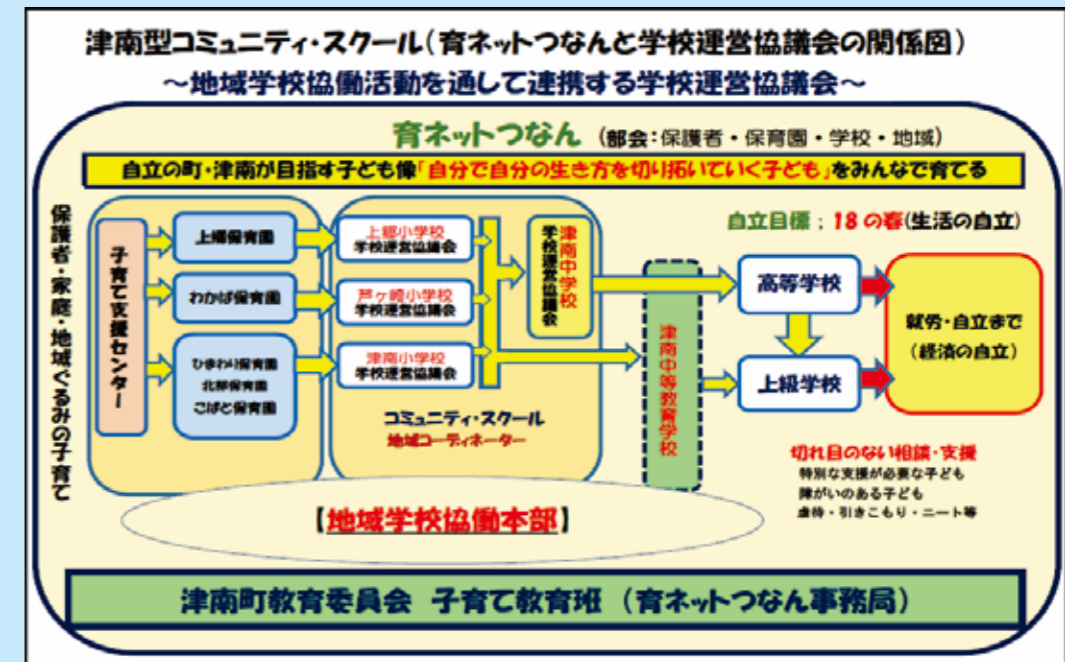 津南型コミュニティ・スクール(育ネットつなんと学校運営協議会の関係図)
～地域学校協働活動を通して連携する学校運営協議会～
育ネットつなん (部会:保護者・保育園・学校・地域)
自立の町・津南が目指す子ども像「自分で自分の生き方を切り拓いていく子ども」をみんなで育てる
保護者・家庭・地域ぐるみの子育て
子育て支援センター
上郷保育園
わかば保育園
ひまわり保育園
北部保育園
こばと保育園
上郷小学校
学校運営協議会
芦ヶ崎小学校
学校運営協議会
津南小学校
学校運営協議会
コミュニティ・スクール
地域コーディネーター
津南中学校
学校運営協議会
津南中等教育学校
自立目標:18の春(生活の自立)
高等学校
上級学校
就労・自立まで
(経済の自立)
切れ目のない相談・支援
特別な支援が必要な子ども
障がいのある子ども
虐待・引きこもり・ニート等
【地域学校協働本部】
津南町教育委員会 子育て教育班 (育ネットつなん事務局)